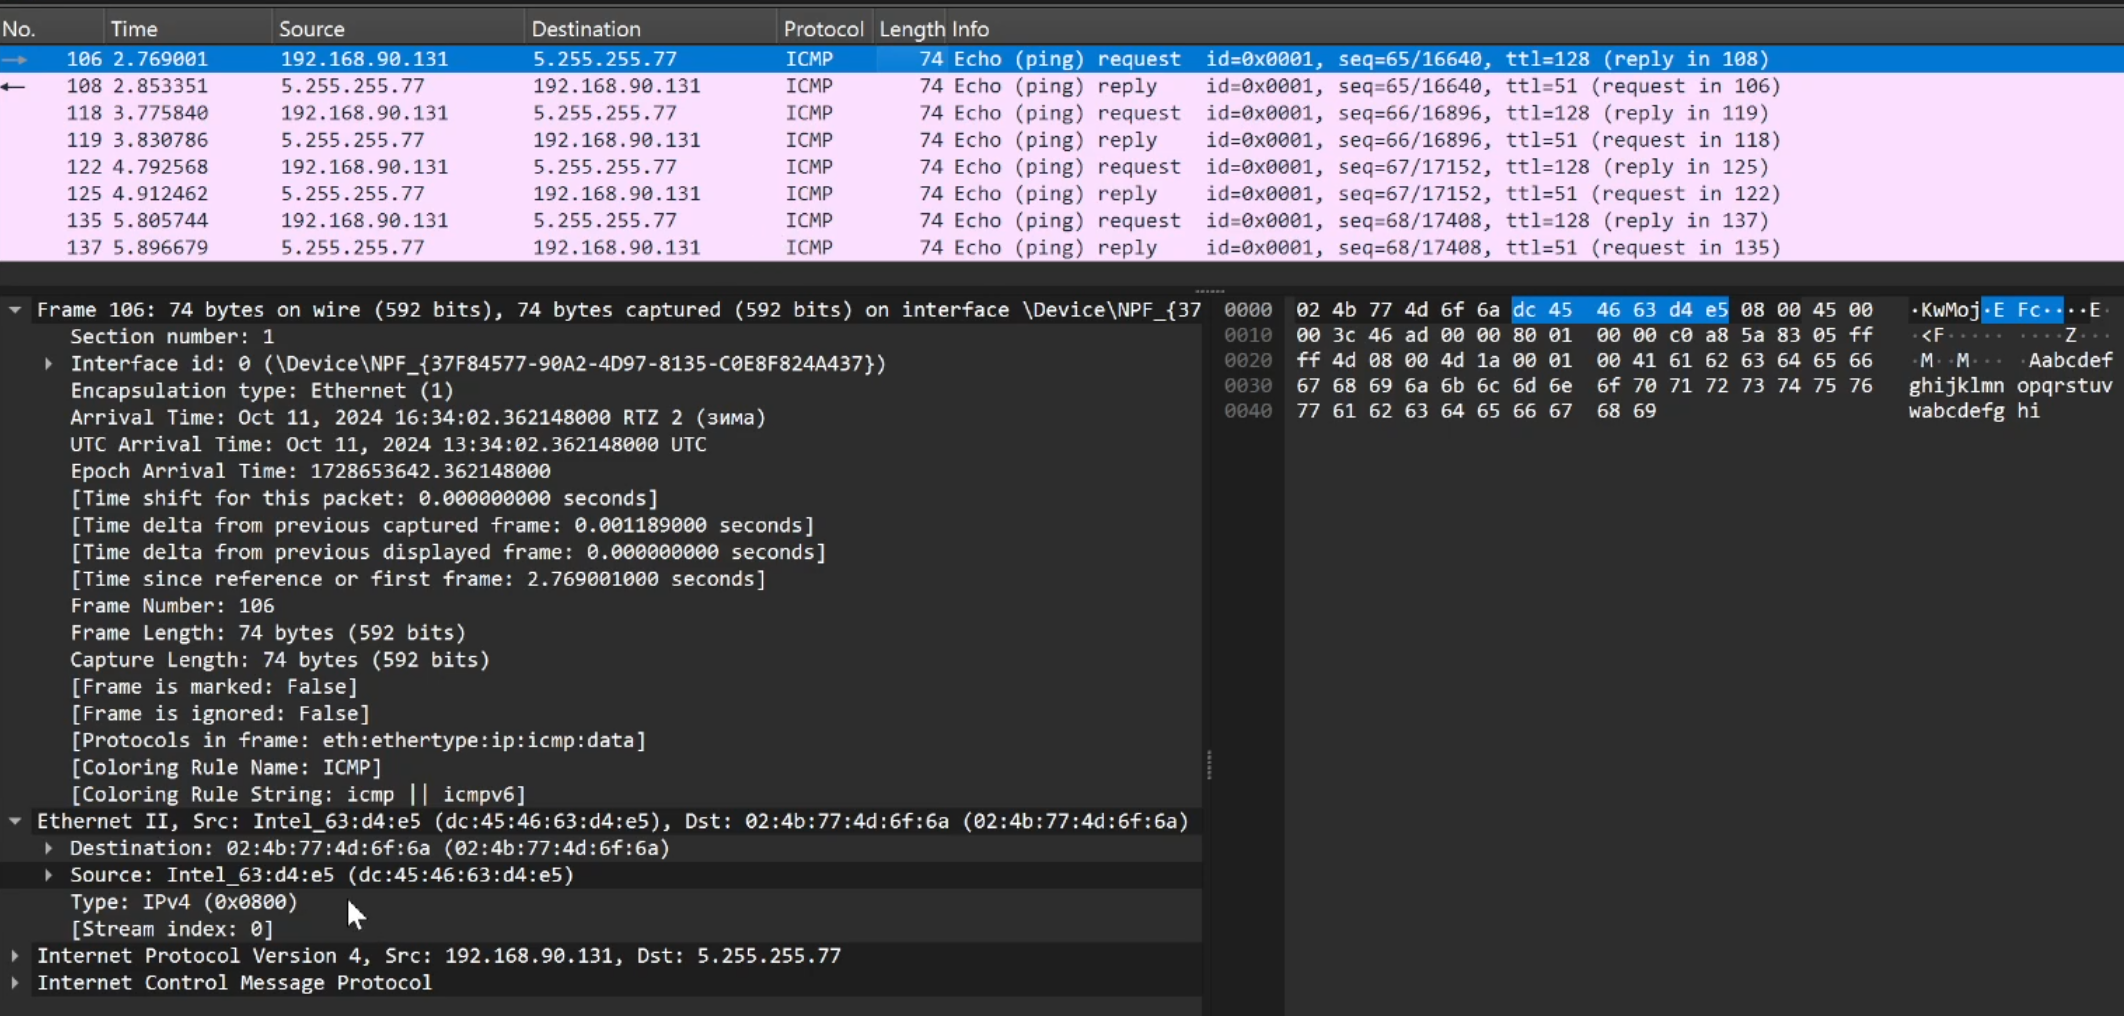 No. Time Source Destination Protocol Length Info
106 2.769001 192.168.90.131 5.255.255.77 ICMP 74 Echo (ping) request id=0x0001, seq=65/16640, ttl=128 (reply in 108)
108 2.853351 5.255.255.77 192.168.90.131 ICMP 74 Echo (ping) reply id=0x0001, seq=65/16640, ttl=51 (request in 106)
118 3.775840 192.168.90.131 5.255.255.77 ICMP 74 Echo (ping) request id=0x0001, seq=66/16896, ttl=128 (reply in 119)
119 3.830786 5.255.255.77 192.168.90.131 ICMP 74 Echo (ping) reply id=0x0001, seq=66/16896, ttl=51 (request in 118)
122 4.792568 192.168.90.131 5.255.255.77 ICMP 74 Echo (ping) request id=0x0001, seq=67/17152, ttl=128 (reply in 125)
125 4.912462 5.255.255.77 192.168.90.131 ICMP 74 Echo (ping) reply id=0x0001, seq=67/17152, ttl=51 (request in 122)
135 5.805744 192.168.90.131 5.255.255.77 ICMP 74 Echo (ping) request id=0x0001, seq=68/17408, ttl=128 (reply in 137)
137 5.896679 5.255.255.77 192.168.90.131 ICMP 74 Echo (ping) reply id=0x0001, seq=68/17408, ttl=51 (request in 135)
Frame 106: 74 bytes on wire (592 bits), 74 bytes captured (592 bits) on interface \Device\NPF_{37
Section number: 1
Interface id: 0 (\Device\NPF_{37F84577-90A2-4D97-8135-C0E8F824A437})
Encapsulation type: Ethernet (1)
Arrival Time: Oct 11, 2024 16:34:02.362148000 RTZ 2 (зима)
UTC Arrival Time: Oct 11, 2024 13:34:02.362148000 UTC
Epoch Arrival Time: 1728653642.362148000
[Time shift for this packet: 0.000000000 seconds]
[Time delta from previous captured frame: 0.001189000 seconds]
[Time delta from previous displayed frame: 0.000000000 seconds]
[Time since reference or first frame: 2.769001000 seconds]
Frame Number: 106
Frame Length: 74 bytes (592 bits)
Capture Length: 74 bytes (592 bits)
[Frame is marked: False]
[Frame is ignored: False]
[Protocols in frame: eth:ethertype:ip:icmp:data]
[Coloring Rule Name: ICMP]
[Coloring Rule String: icmp || icmpv6]
Ethernet II, Src: Intel_63:d4:e5 (dc:45:46:63:d4:e5), Dst: 02:4b:77:4d:6f:6a (02:4b:77:4d:6f:6a)
Destination: 02:4b:77:4d:6f:6a (02:4b:77:4d:6f:6a)
Source: Intel_63:d4:e5 (dc:45:46:63:d4:e5)
Type: IPv4 (0x0800)
[Stream index: 0]
Internet Protocol Version 4, Src: 192.168.90.131, Dst: 5.255.255.77
Internet Control Message Protocol
0000 02 4b 77 4d 6f 6a dc 45 46 63 d4 e5 08 00 45 00 ·KwMoj·E Fc····E·
0010 00 3c 46 ad 00 00 80 01 00 00 c0 a8 5a 83 05 ff ·<F····· ····Z···
0020 ff 4d 08 00 4d 1a 00 01 00 41 61 62 63 64 65 66 ·M··M··· ·Aabcdef
0030 67 68 69 6a 6b 6c 6d 6e 6f 70 71 72 73 74 75 76 ghijklmn opqrstuv
0040 77 61 62 63 64 65 66 67 68 69 wabcdefg hi